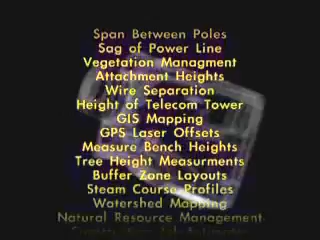 Span Between Poles
Sag of Power Line
Vegetation Managment
Attachment Heights
Wire Separation
Height of Telecom Tower
GIS Mapping
GPS Laser Offsets
Measure Bench Heights
Tree Height Measurments
Buffer Zone Layouts
Steam Course Profiles
Watershed Mapping
Natural Resource Management